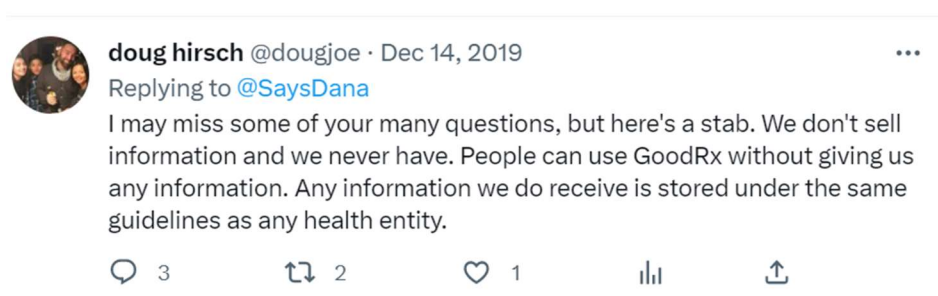 doug hirsch @dougjoe · Dec 14, 2019
Replying to @SaysDana
I may miss some of your many questions, but here's a stab. We don't sell
information and we never have. People can use GoodRx without giving us
any information. Any information we do receive is stored under the same
guidelines as any health entity.
3 2 1